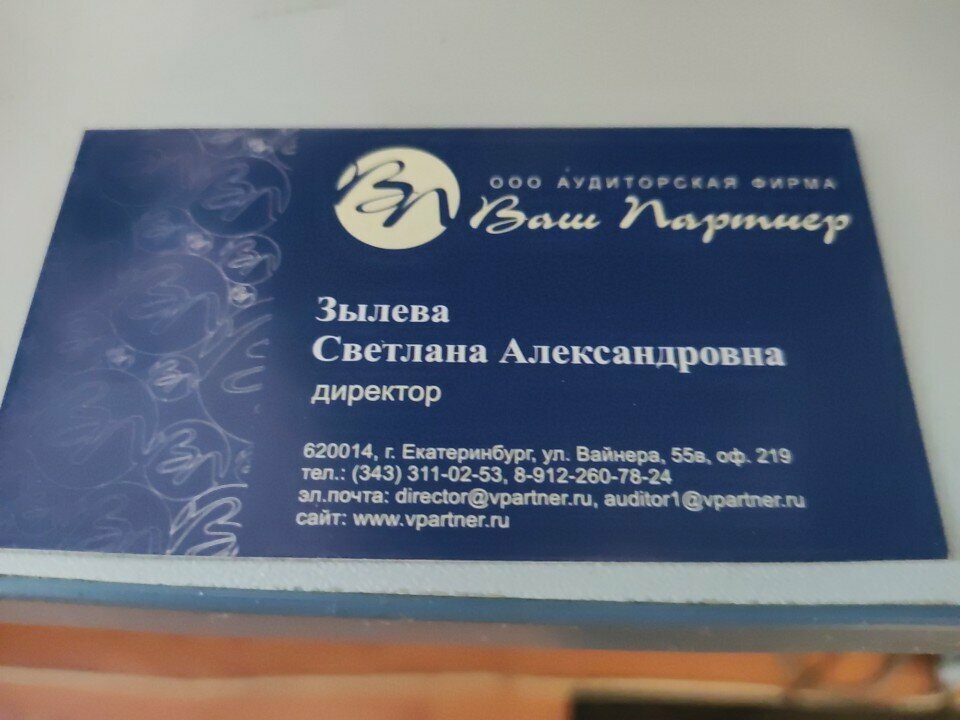 ВП
ООО АУДИТОРСКАЯ ФИРМА
Ваш Партнер
Зылева
Светлана Александровна
директор
620014, г. Екатеринбург, ул. Вайнера, 55в, оф. 219
тел.: (343) 311-02-53, 8-912-260-78-24
эл.почта: director@vpartner.ru, auditor1@vpartner.ru
сайт: www.vpartner.ru